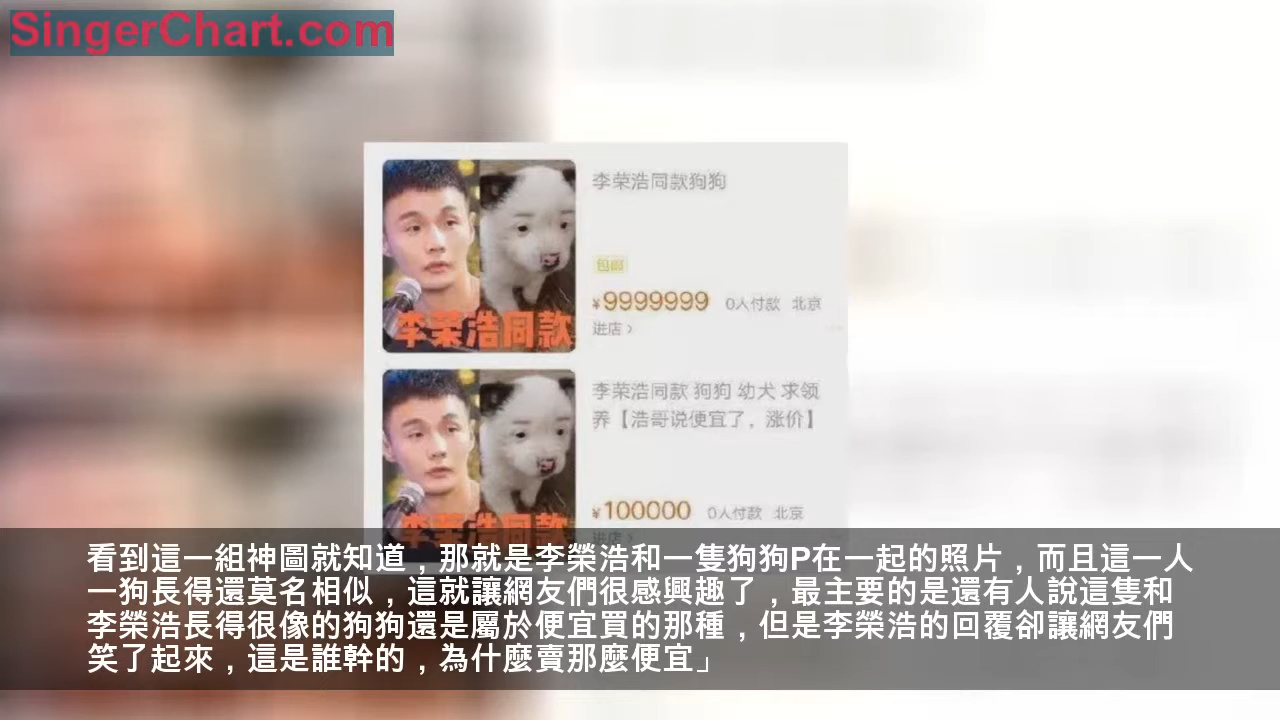 SingerChart.com
李荣浩同款狗狗
包邮
¥9999999 0人付款 北京
进店 >
李荣浩同款
李荣浩同款 狗狗 幼犬 求领
养【浩哥说便宜了，涨价】
¥100000 0人付款 北京
进店 >
李荣浩同款
看到這一組神圖就知道，那就是李榮浩和一隻狗狗P在一起的照片，而且這一人
一狗長得還莫名相似，這就讓網友們很感興趣了，最主要的是還有人說這隻和
李榮浩長得很像的狗狗還是屬於便宜買的那種，但是李榮浩的回覆卻讓網友們
笑了起來，這是誰幹的，為什麼賣那麼便宜」